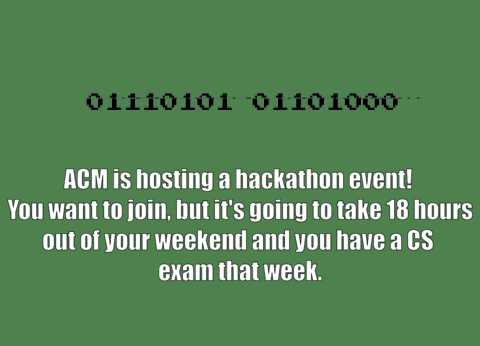 01110101 01101000
ACM is hosting a hackathon event!
You want to join, but it's going to take 18 hours
out of your weekend and you have a CS
exam that week.